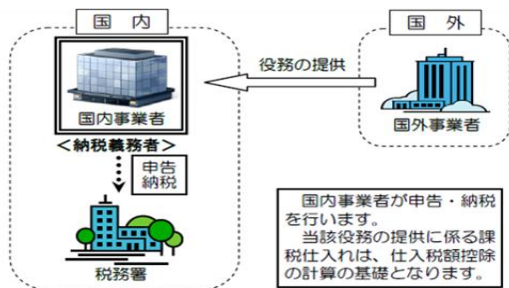 国 内
国 外
役務の提供
国内事業者
国外事業者
<納税義務者>
申告
納税
税務署
国内事業者が申告・納税
を行います。
当該役務の提供に係る課
税仕入れは、仕入税額控除
の計算の基礎となります。